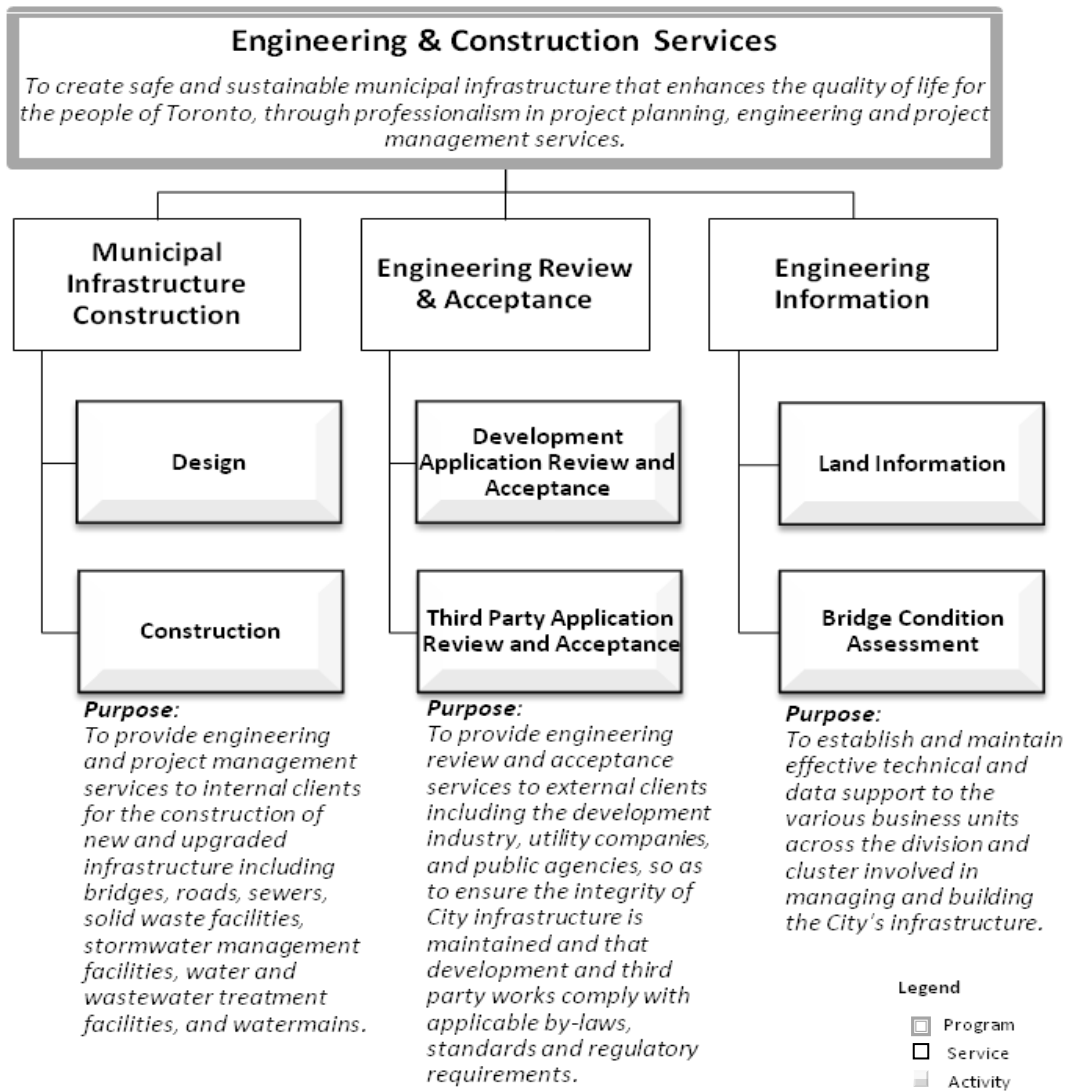 Engineering & Construction Services
To create safe and sustainable municipal infrastructure that enhances the quality of life for
the people of Toronto, through professionalism in project planning, engineering and project
management services.
Municipal
Infrastructure
Construction
Engineering Review
& Acceptance
Engineering
Information
Design
Development
Application Review and
Acceptance
Land Information
Construction
Third Party Application
Review and Acceptance
Bridge Condition
Assessment
Purpose:
To provide engineering
and project management
services to internal clients
for the construction of
new and upgraded
infrastructure including
bridges, roads, sewers,
solid waste facilities,
stormwater management
facilities, water and
wastewater treatment
facilities, and watermains.
Purpose:
To provide engineering
review and acceptance
services to external clients
including the development
industry, utility companies,
and public agencies, so as
to ensure the integrity of
City infrastructure is
maintained and that
development and third
party works comply with
applicable by-laws,
standards and regulatory
requirements.
Purpose:
To establish and maintain
effective technical and
data support to the
various business units
across the division and
cluster involved in
managing and building
the City's infrastructure.
Legend
Program
Service
Activity